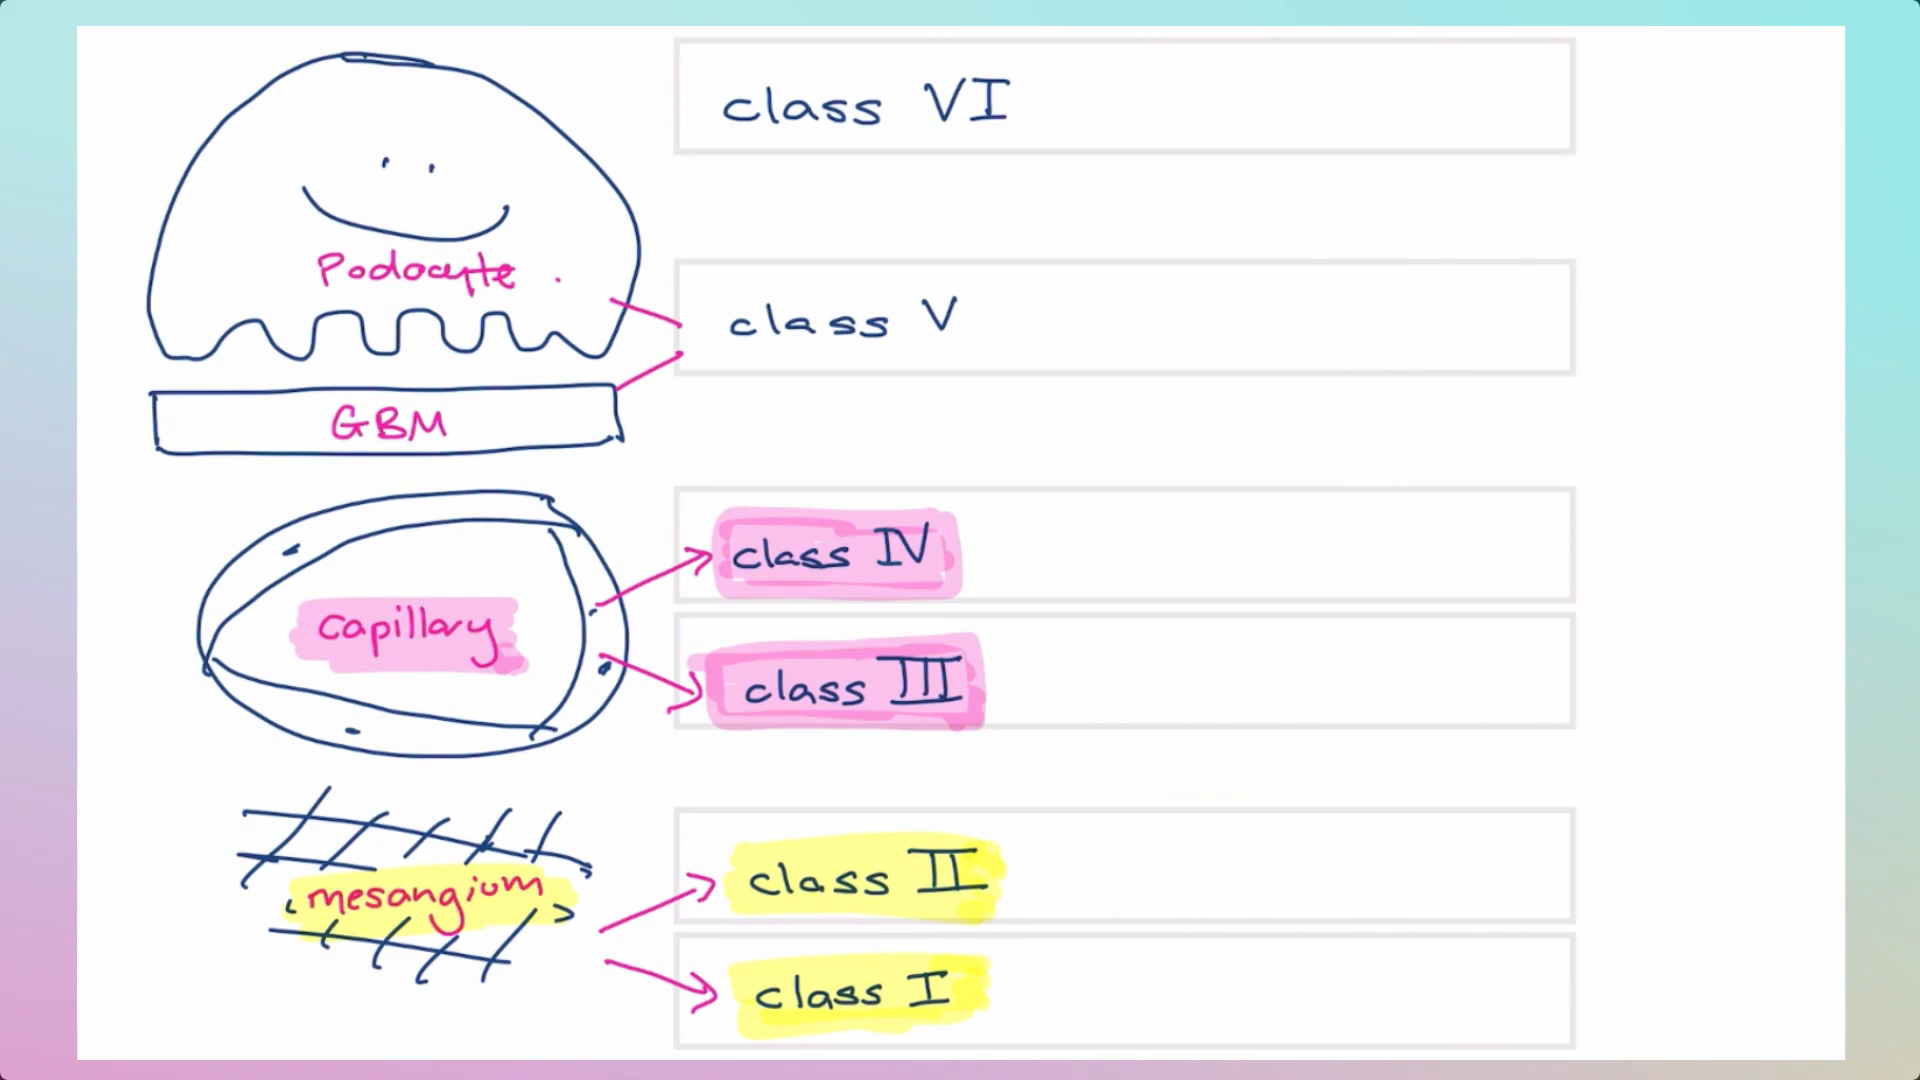 class VI
Podocyte
class V
GBM
class IV
capillary
class III
class II
mesangium
class I